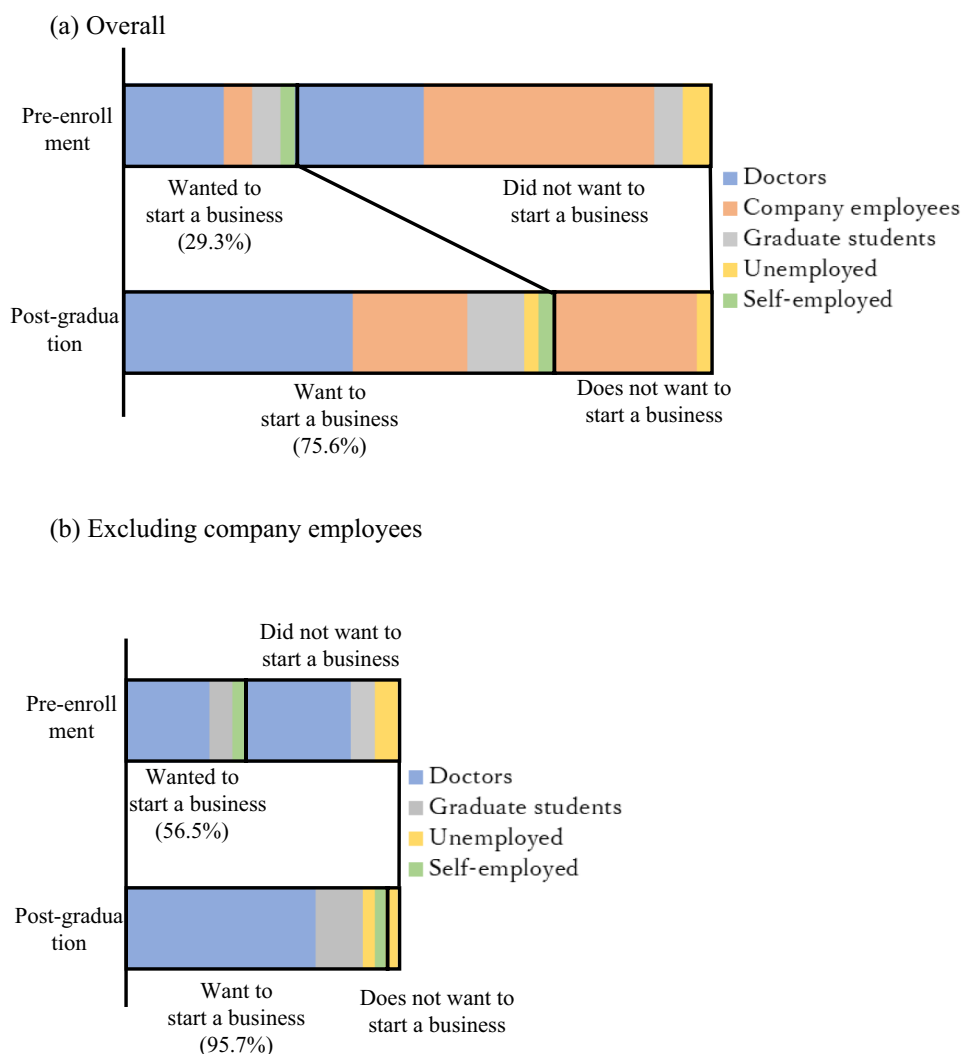 (a) Overall
Pre-enroll
ment
Wanted to
start a business
(29.3%)
Did not want to
start a business
Doctors
Company employees
Graduate students
Unemployed
Self-employed
Post-gradua
tion
Want to
start a business
(75.6%)
Does not want to
start a business
(b) Excluding company employees
Did not want to
start a business
Pre-enroll
ment
Wanted to
start a business
(56.5%)
Doctors
Graduate students
Unemployed
Self-employed
Post-gradua
tion
Want to
start a business
(95.7%)
Does not want to
start a business